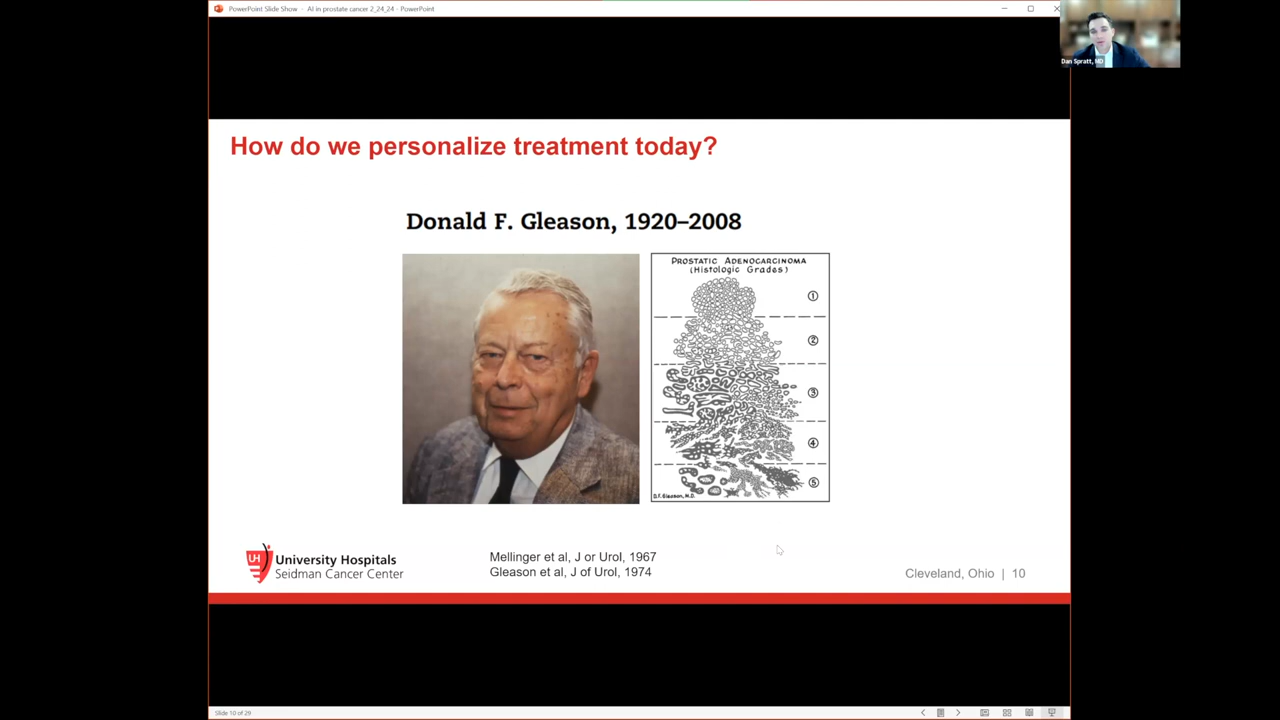 PowerPoint Slide Show - AI in prostate cancer 2_24_24 - PowerPoint
Dan Spratt, MD
How do we personalize treatment today?
Donald F. Gleason, 1920–2008
PROSTATIC ADENOCARCINOMA
(Histologic Grades)
1
2
3
4
5
D.F. Gleason, M.D.
UH
University Hospitals
Seidman Cancer Center
Mellinger et al, J or Urol, 1967
Gleason et al, J of Urol, 1974
Cleveland, Ohio | 10
Slide 10 of 29